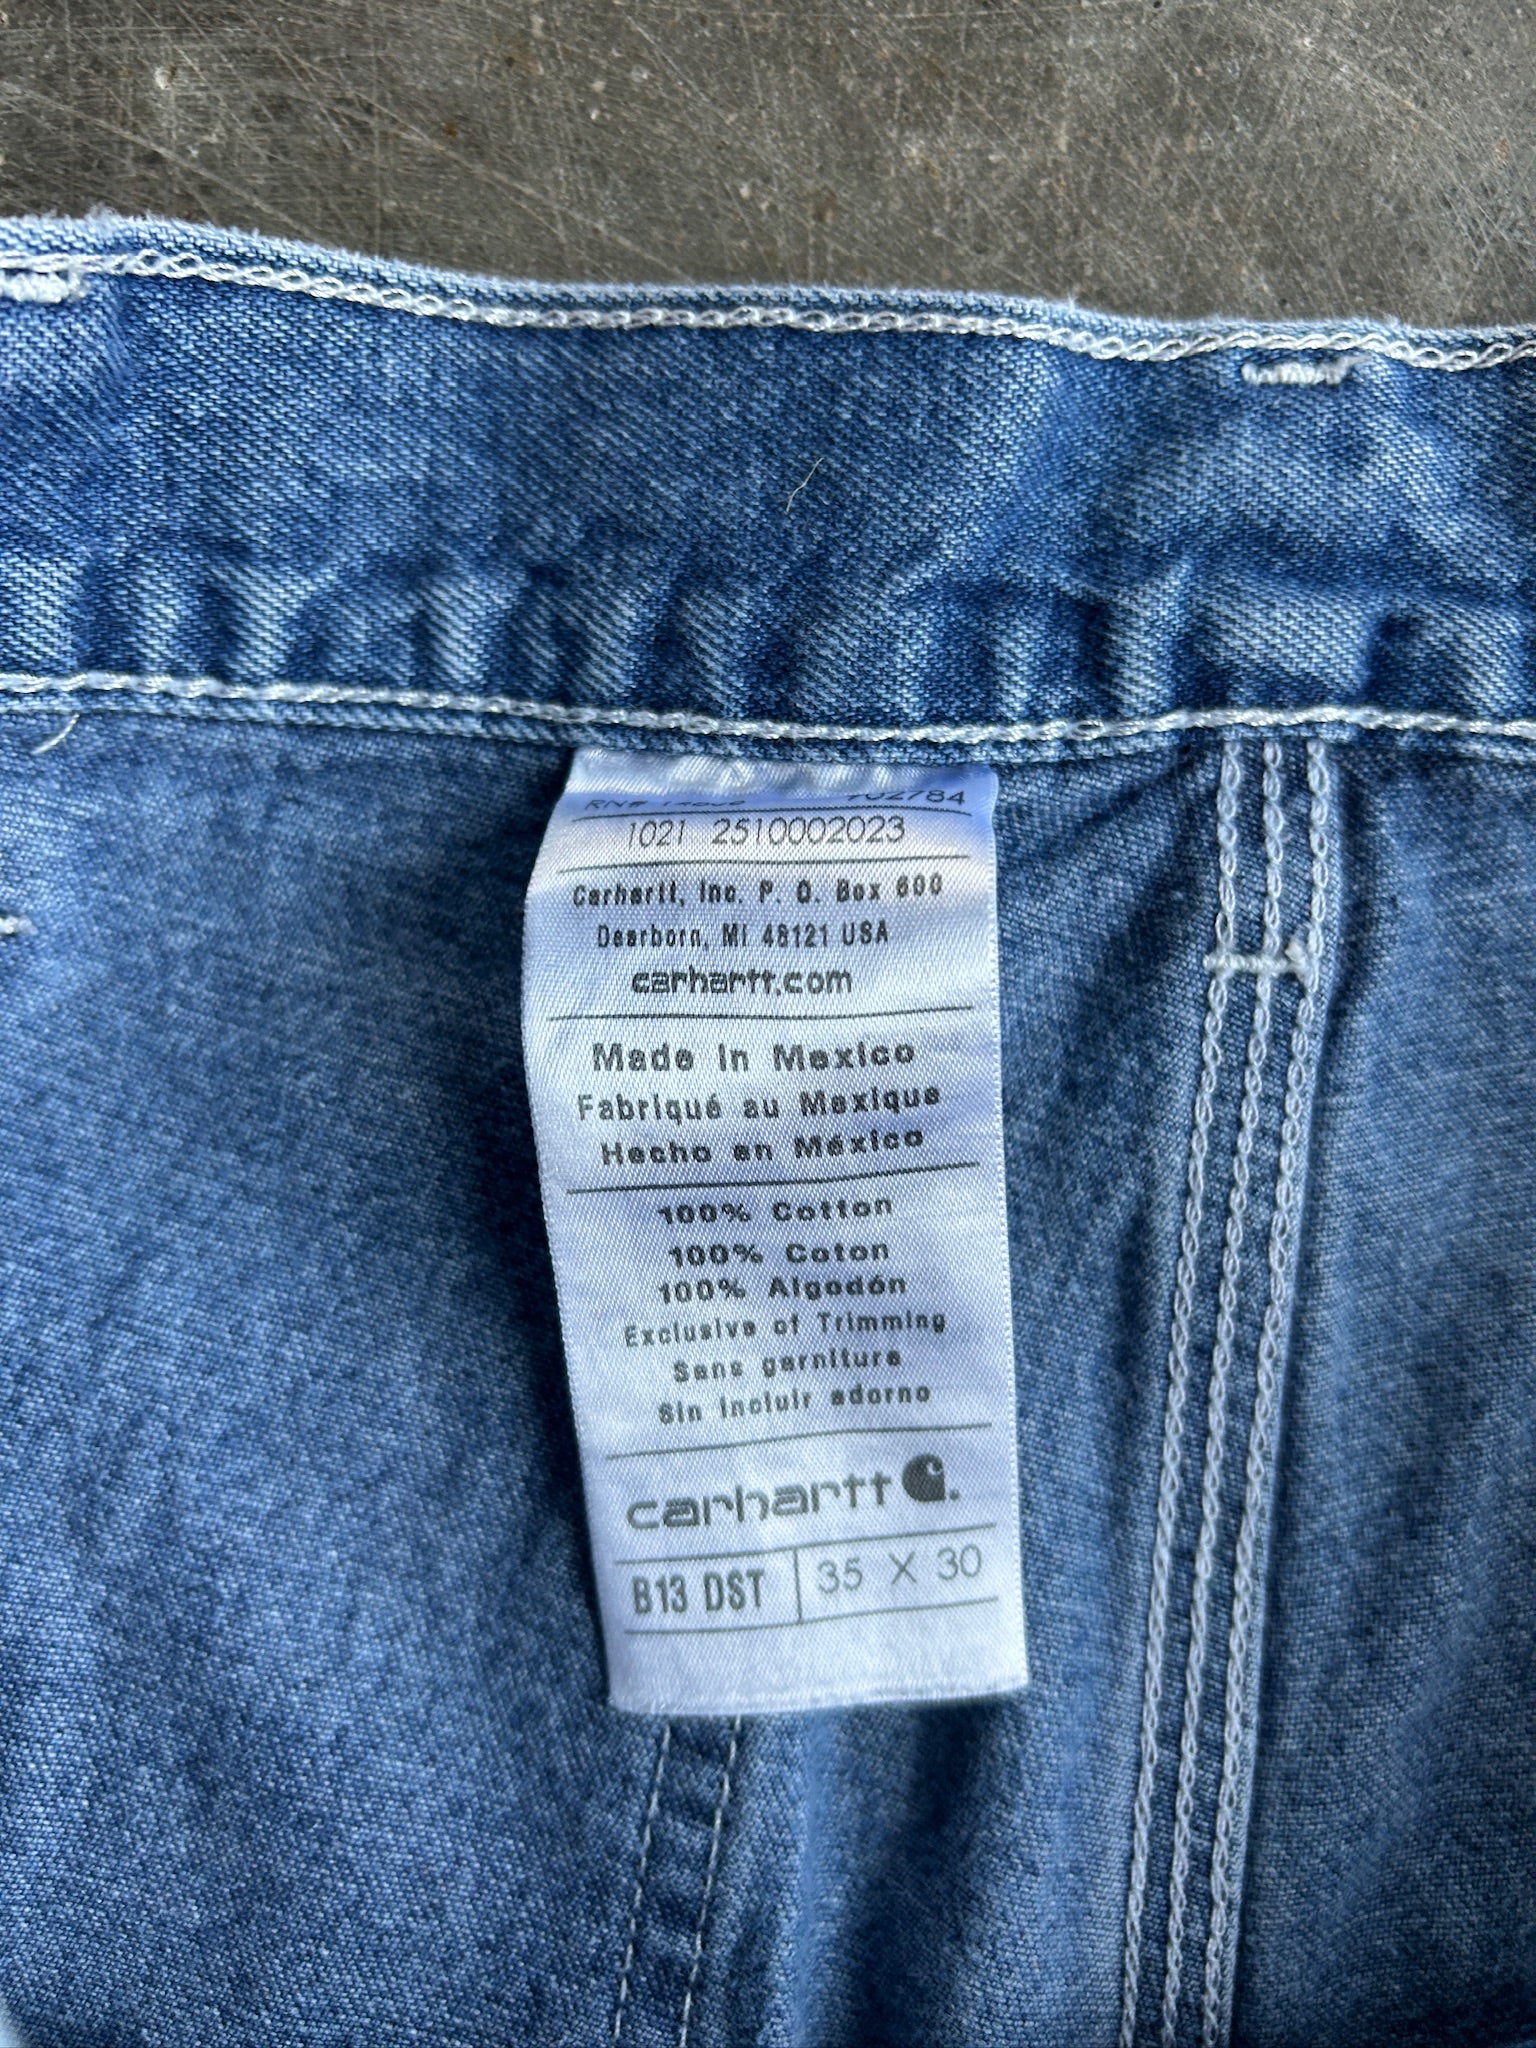 1021 2510002023
Carhartt, Inc. P. O. Box 600
Dearborn, MI 48121 USA
carhartt.com
Made in Mexico
Fabriqué au Mexique
Hecho en México
100% Cotton
100% Coton
100% Algodón
Exclusive of Trimming
Sans garniture
Sin incluir adorno
carhartt
B13 DST 35 X 30